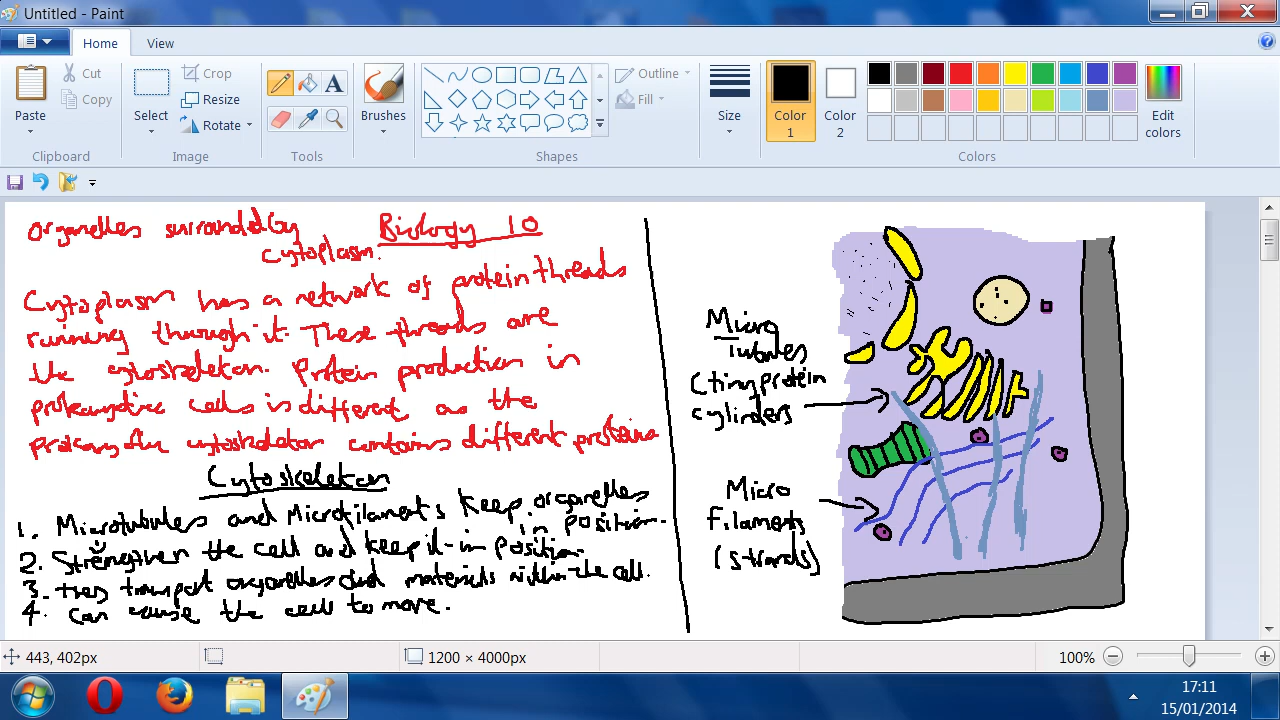 Untitled - Paint
Home
View
Paste
Cut
Copy
Clipboard
Select
Crop
Resize
Rotate
Image
A
Tools
Brushes
Shapes
Outline
Fill
Size
Color 1
Color 2
Edit colors
Colors
organelles surrounded by
cytoplasm.
Biology 10
Cytoplasm has a network of protein threads
running through it. These threads are
the cytoskeleton. Protein production in
prokaryotic cells is different as the
prokaryotic cytoskeleton contains different proteins
Cytoskeleton
1. Microtubules and Microfilaments keep organelles
in position.
2. Strengthen the cell and keep it in position
3. They transport organelles and materials within the cell.
4. Can cause the cell to move.
Micro
Tubules
(tiny protein
cylinders
Micro
Filaments
(strands)
443, 402px
1200 × 4000px
100%
17:11
15/01/2014